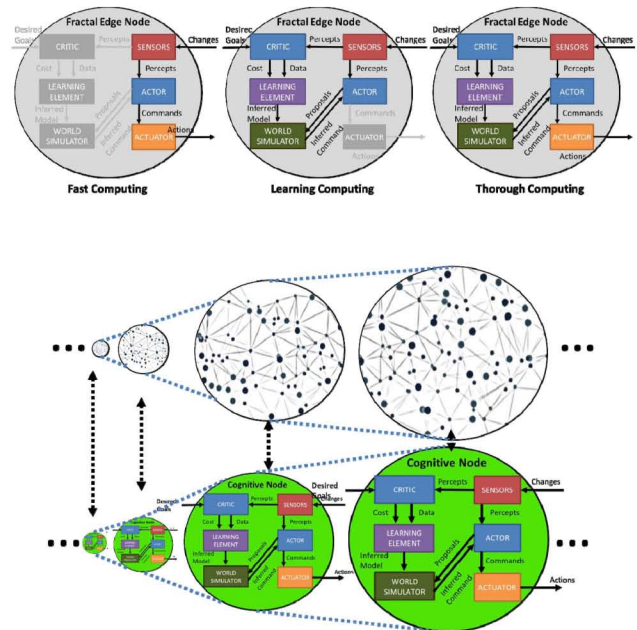 Fractal Edge Node
Desired Goals
CRITIC
Percepts
SENSORS
Changes
Cost
Data
Percepts
LEARNING ELEMENT
ACTOR
Inferred Model
Proposals
Commands
WORLD SIMULATOR
Inferred Command
ACTUATOR
Actions
Fast Computing
Fractal Edge Node
Desired Goals
CRITIC
Percepts
SENSORS
Changes
Cost
Data
Percepts
LEARNING ELEMENT
ACTOR
Inferred Model
Proposals
Commands
WORLD SIMULATOR
Inferred Command
ACTUATOR
Actions
Learning Computing
Fractal Edge Node
Desired Goals
CRITIC
Percepts
SENSORS
Changes
Cost
Data
Percepts
LEARNING ELEMENT
ACTOR
Inferred Model
Proposals
Commands
WORLD SIMULATOR
Inferred Command
ACTUATOR
Actions
Thorough Computing
Cognitive Node
Cognitive Node
CRITIC
Percepts
SENSORS
Changes
Cost
Data
Percepts
LEARNING ELEMENT
ACTOR
Inferred Model
Proposals
Commands
WORLD SIMULATOR
Inferred Command
ACTUATOR
Actions
Cognitive Node
Desired Goals
CRITIC
Percepts
SENSORS
Changes
Cost
Data
Percepts
LEARNING ELEMENT
ACTOR
Inferred Model
Proposals
Commands
WORLD SIMULATOR
Inferred Command
ACTUATOR
Actions